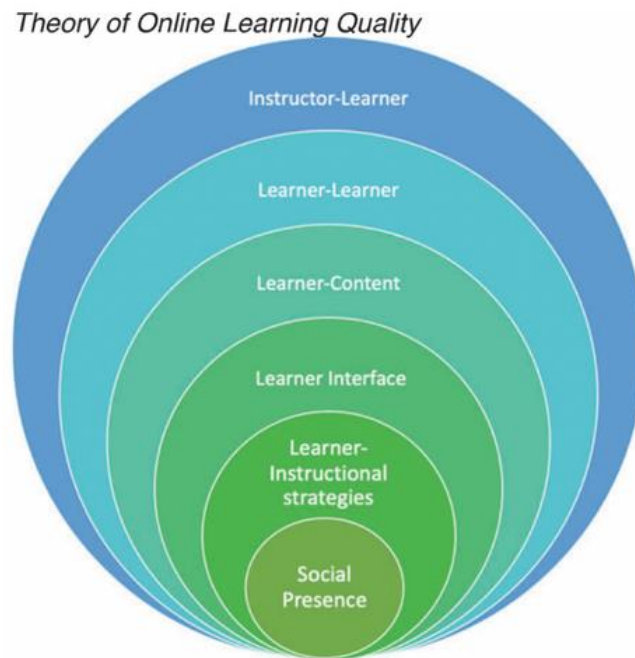 Theory of Online Learning Quality
Instructor-Learner
Learner-Learner
Learner-Content
Learner Interface
Learner-
Instructional
strategies
Social
Presence